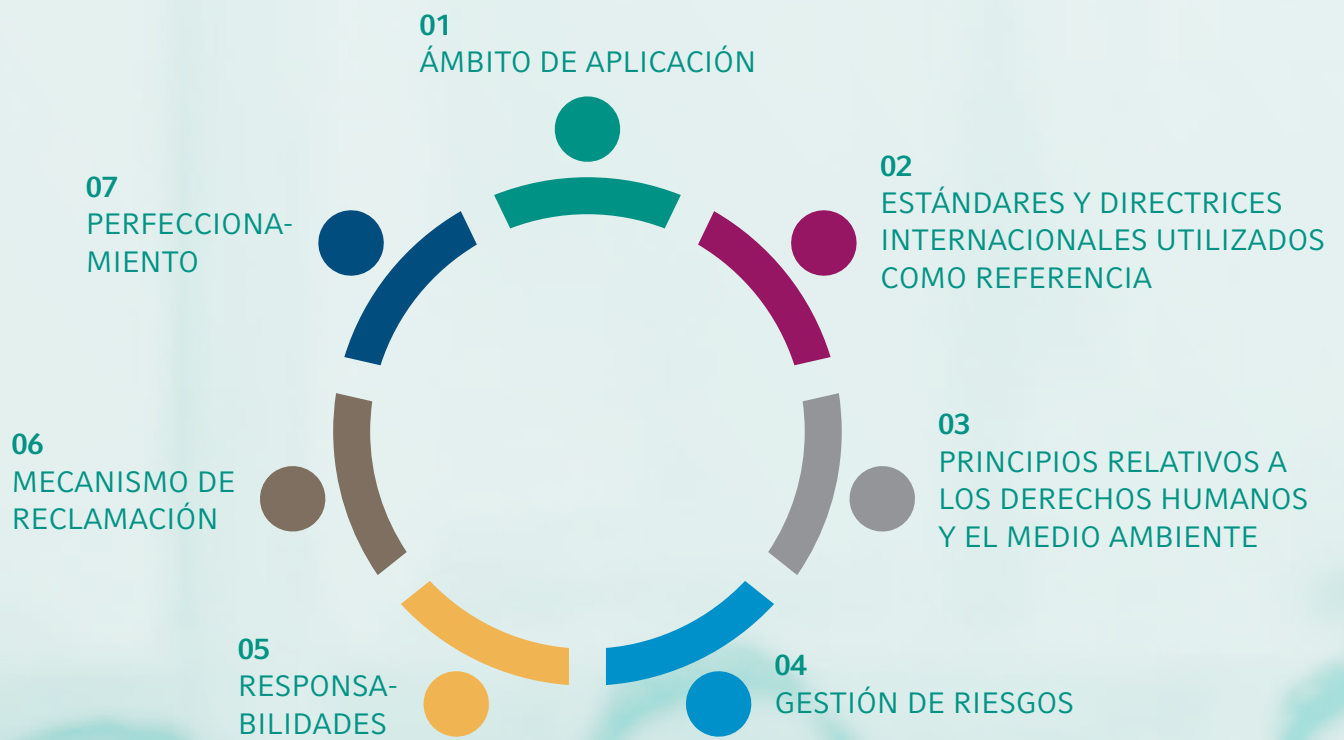 01
ÁMBITO DE APLICACIÓN
02
ESTÁNDARES Y DIRECTRICES
INTERNACIONALES UTILIZADOS
COMO REFERENCIA
03
PRINCIPIOS RELATIVOS A
LOS DERECHOS HUMANOS
Y EL MEDIO AMBIENTE
04
GESTIÓN DE RIESGOS
05
RESPONSA-
BILIDADES
06
MECANISMO DE
RECLAMACIÓN
07
PERFECCIONA-
MIENTO